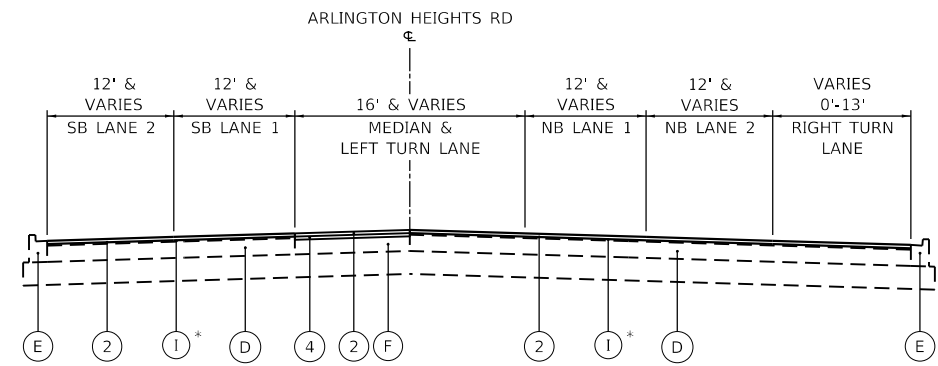 ARLINGTON HEIGHTS RD
℄
12' &
VARIES
SB LANE 2
12' &
VARIES
SB LANE 1
16' & VARIES
MEDIAN &
LEFT TURN LANE
12' &
VARIES
NB LANE 1
12' &
VARIES
NB LANE 2
VARIES
0'-13'
RIGHT TURN
LANE
E 2 I * D 4 2 F 2 I * D E